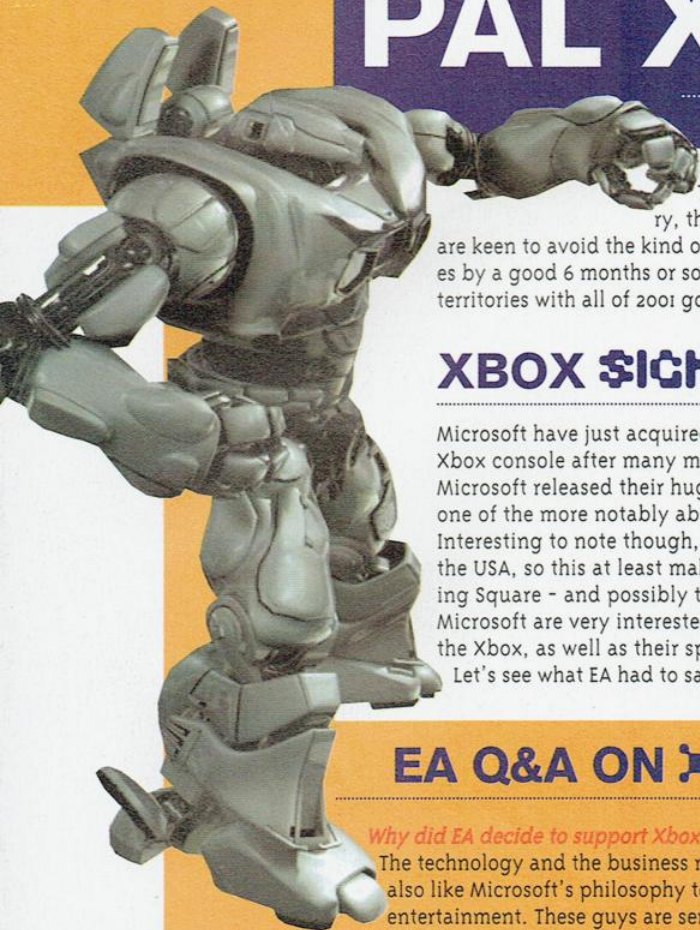 PAL X
ry, th
are keen to avoid the kind o
es by a good 6 months or so
territories with all of 2001 go
XBOX SIGH
Microsoft have just acquire
Xbox console after many m
Microsoft released their hug
one of the more notably ab
Interesting to note though,
the USA, so this at least mal
ing Square - and possibly t
Microsoft are very intereste
the Xbox, as well as their sp
Let's see what EA had to sa
EA Q&A ON
Why did EA decide to support Xbox
The technology and the business
also like Microsoft's philosophy t
entertainment. These guys are ser